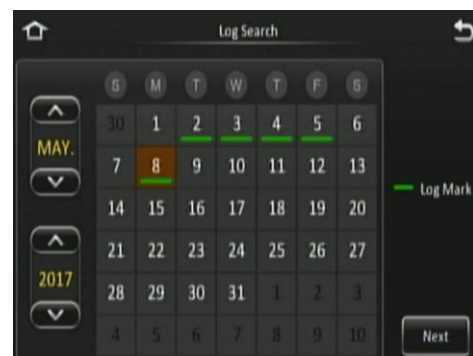 Log Search
S M T W T F S
30 1 2 3 4 5 6
MAY.
7 8 9 10 11 12 13
Log Mark
14 15 16 17 18 19 20
21 22 23 24 25 26 27
2017
28 29 30 31 1 2 3
4 5 6 7 8 9 10
Next